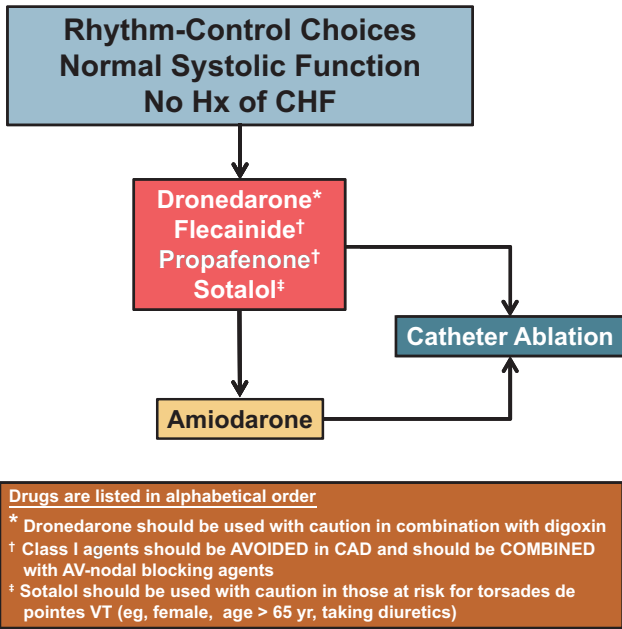 Rhythm-Control Choices
Normal Systolic Function
No Hx of CHF
Dronedarone*
Flecainide†
Propafenone†
Sotalol‡
Catheter Ablation
Amiodarone
Drugs are listed in alphabetical order
* Dronedarone should be used with caution in combination with digoxin
† Class I agents should be AVOIDED in CAD and should be COMBINED
with AV-nodal blocking agents
‡ Sotalol should be used with caution in those at risk for torsades de
pointes VT (eg, female, age > 65 yr, taking diuretics)